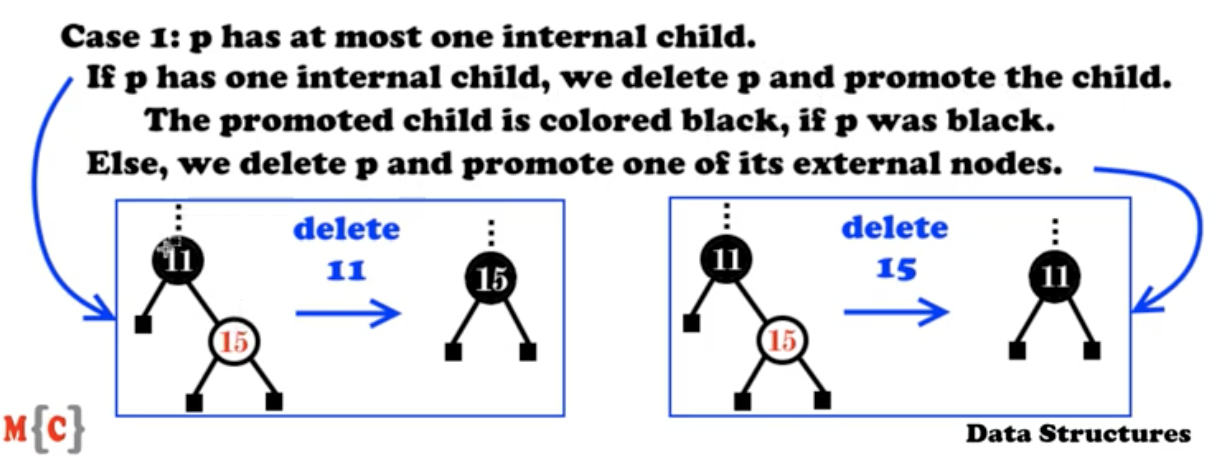 Case 1: p has at most one internal child.
If p has one internal child, we delete p and promote the child.
The promoted child is colored black, if p was black.
Else, we delete p and promote one of its external nodes.
11
15
delete
11
15
11
15
delete
15
11
M{C}
Data Structures